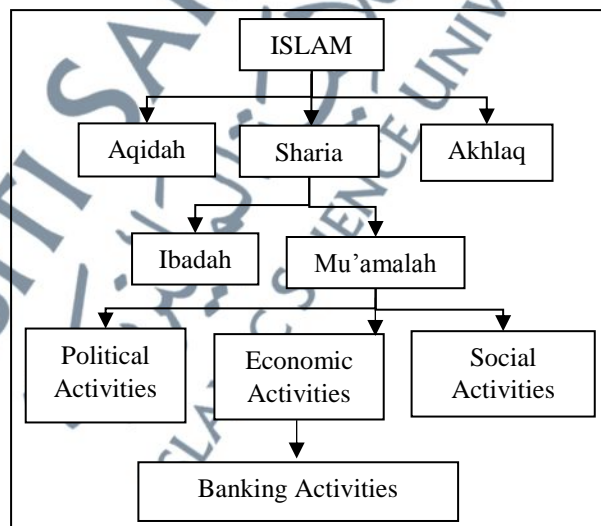 ISLAM
Aqidah
Sharia
Akhlaq
Ibadah
Mu’amalah
Political
Activities
Economic
Activities
Social
Activities
Banking Activities